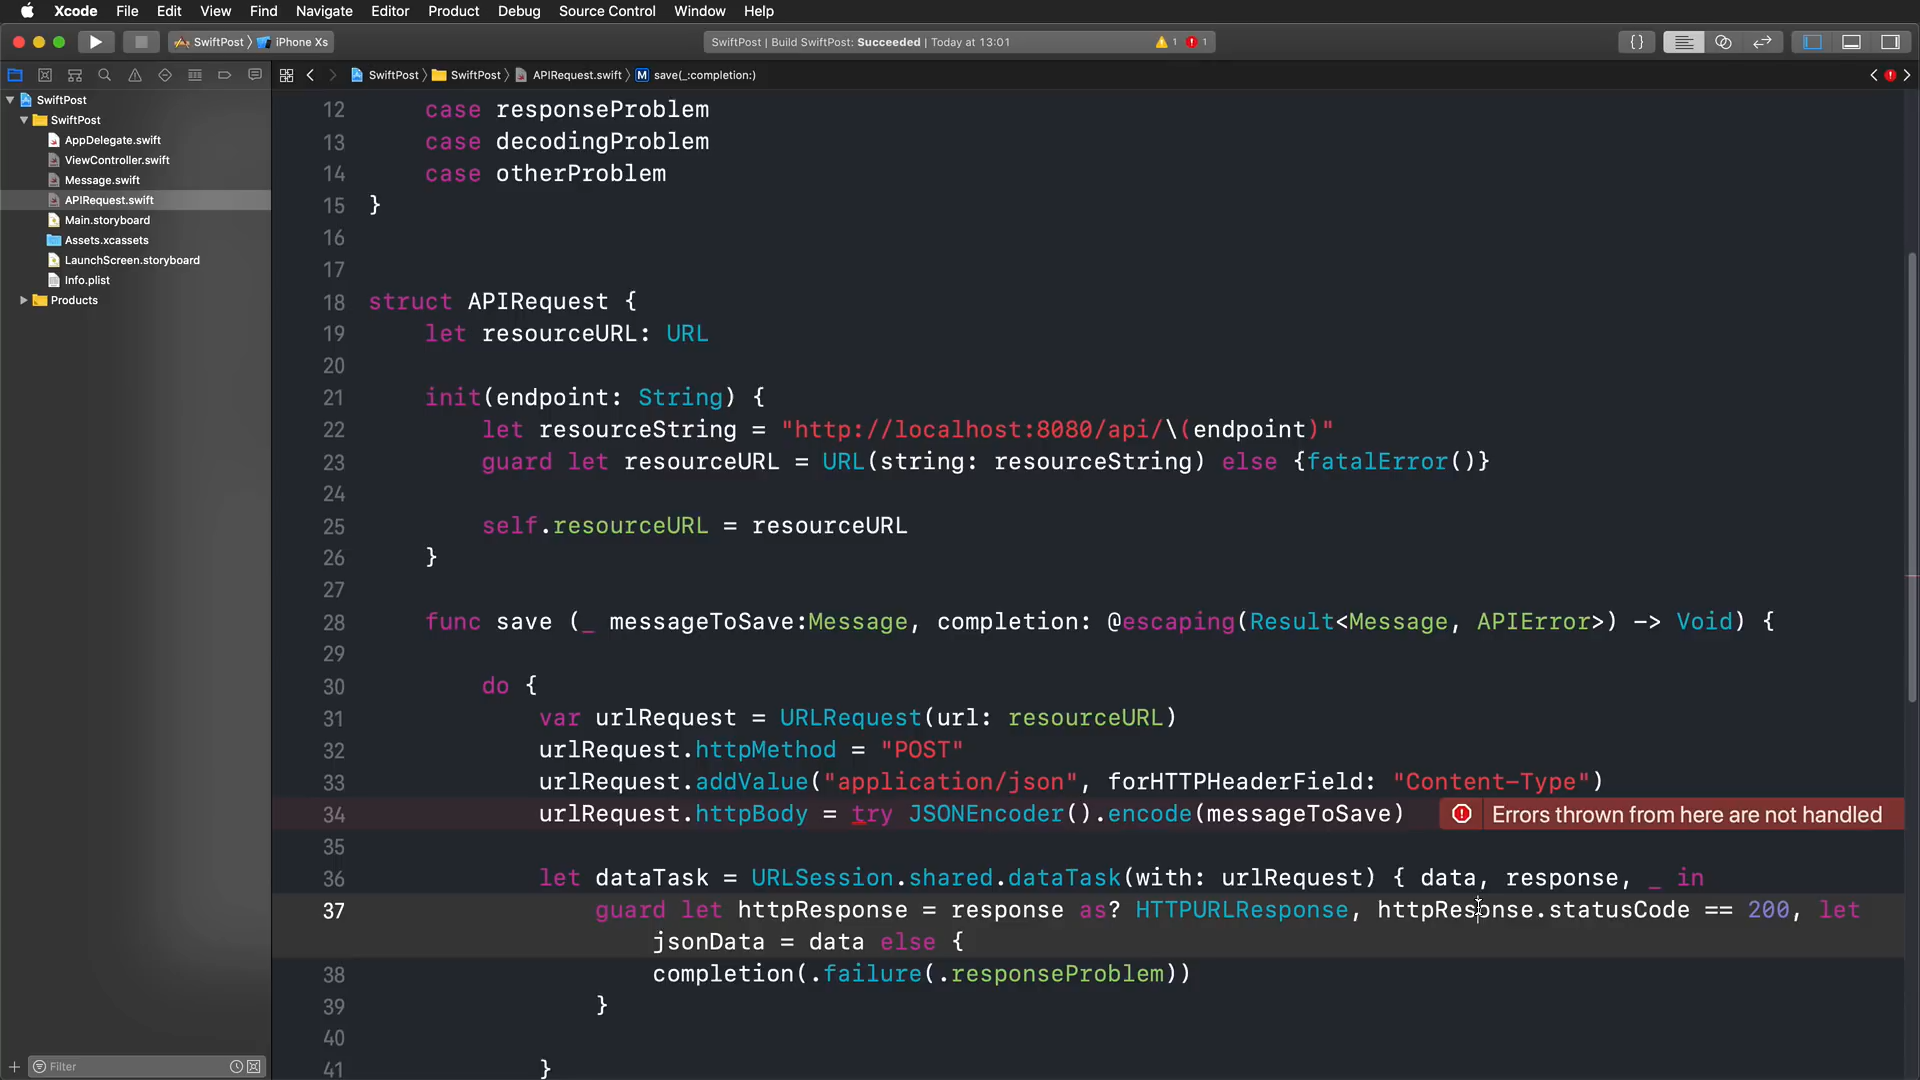 Xcode File Edit View Find Navigate Editor Product Debug Source Control Window Help
SwiftPost iPhone Xs
SwiftPost | Build SwiftPost: Succeeded | Today at 13:01
1 1
SwiftPost SwiftPost APIRequest.swift M save(_:completion:)
SwiftPost
SwiftPost
AppDelegate.swift
ViewController.swift
Message.swift
APIRequest.swift
Main.storyboard
Assets.xcassets
LaunchScreen.storyboard
Info.plist
Products
Filter
12 case responseProblem
13 case decodingProblem
14 case otherProblem
15 }
16
17
18 struct APIRequest {
19 let resourceURL: URL
20
21 init(endpoint: String) {
22 let resourceString = "http://localhost:8080/api/\(endpoint)"
23 guard let resourceURL = URL(string: resourceString) else {fatalError()}
24
25 self.resourceURL = resourceURL
26 }
27
28 func save (_ messageToSave:Message, completion: @escaping(Result<Message, APIError>) -> Void) {
29
30 do {
31 var urlRequest = URLRequest(url: resourceURL)
32 urlRequest.httpMethod = "POST"
33 urlRequest.addValue("application/json", forHTTPHeaderField: "Content-Type")
34 urlRequest.httpBody = try JSONEncoder().encode(messageToSave) Errors thrown from here are not handled
35
36 let dataTask = URLSession.shared.dataTask(with: urlRequest) { data, response, _ in
37 guard let httpResponse = response as? HTTPURLResponse, httpResponse.statusCode == 200, let
jsonData = data else {
38 completion(.failure(.responseProblem))
39 }
40
41 }